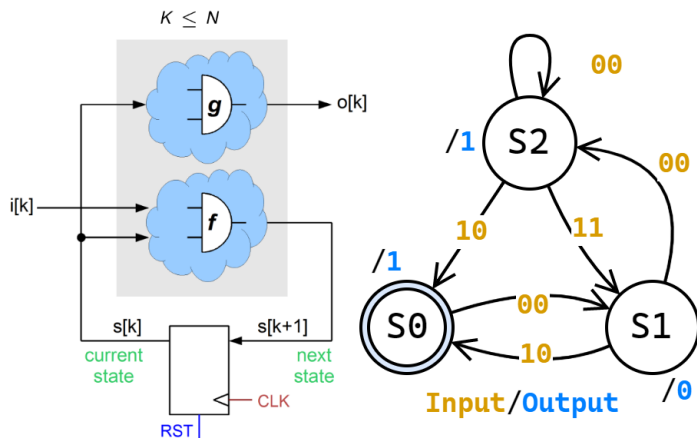 K ≤ N
g
o[k]
i[k]
f
s[k]
s[k+1]
current
state
next
state
CLK
RST
00
S2
/1
00
10
11
/1
00
S0
S1
10
/0
Input/Output